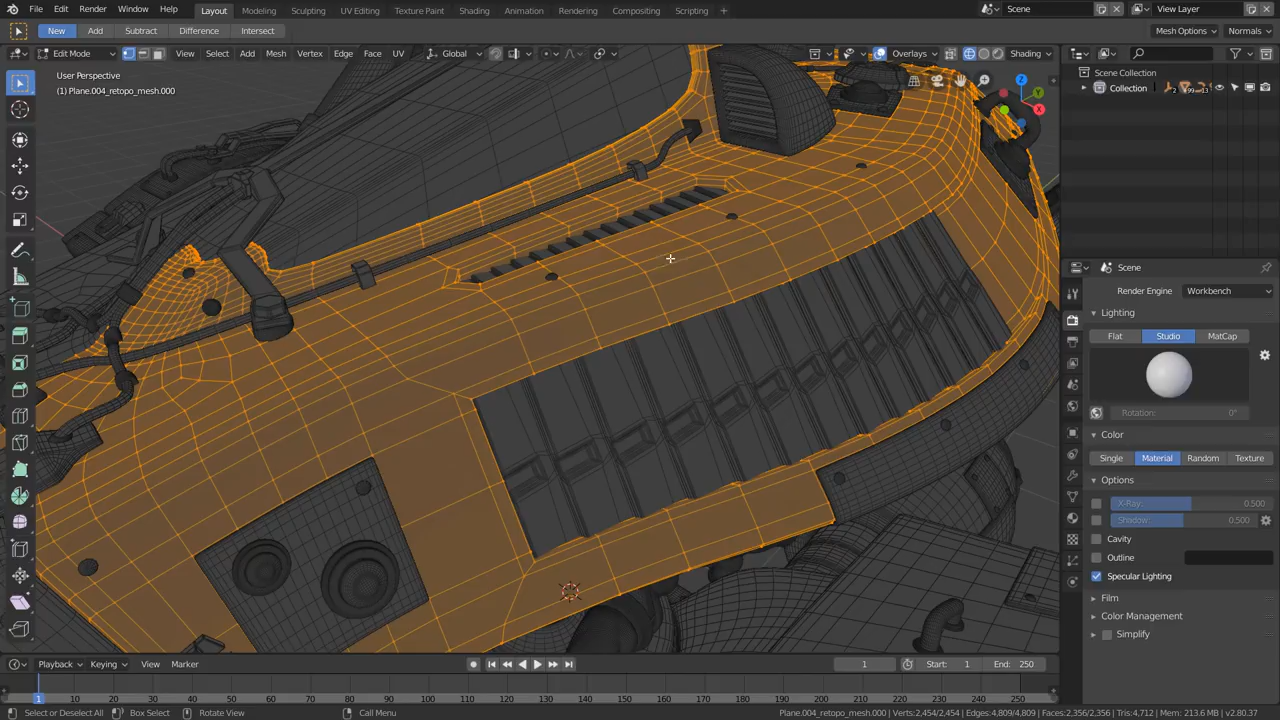 File Edit Render Window Help Layout Modeling Sculpting UV Editing Texture Paint Shading Animation Rendering Compositing Scripting Scene View Layer
New Add Subtract Difference Intersect Mesh Options Normals
Edit Mode View Select Add Mesh Vertex Edge Face UV Global Overlays Shading
User Perspective
(1) Plane.004_retopo_mesh.000
Z
Y
X
Scene Collection
Collection 2 99+ 13
Scene
Render Engine Workbench
Lighting
Flat Studio MatCap
Rotation: 0°
Color
Single Material Random Texture
Options
X-Ray: 0.500
Shadow: 0.500
Cavity
Outline
Specular Lighting
Film
Color Management
Simplify
Playback Keying View Marker 1 Start: 1 End: 250
1 10 20 30 40 50 60 70 80 90 100 110 120 130 140 150 160 170 180 190 200 210 220 230 240 250
Select or Deselect All Box Select Rotate View Call Menu Plane.004_retopo_mesh.000 | Verts:2,454/2,454 | Edges:4,809/4,809 | Faces:2,356/2,356 | Tris:4,712 | Mem: 213.6 MB | v2.80.37